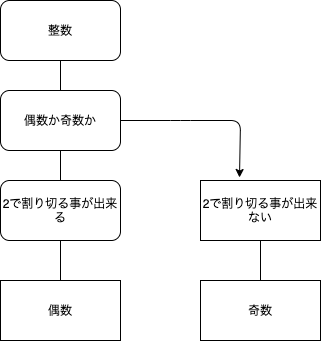 整数
偶数か奇数か
2で割り切る事が出来
る
2で割り切る事が出来
ない
偶数
奇数